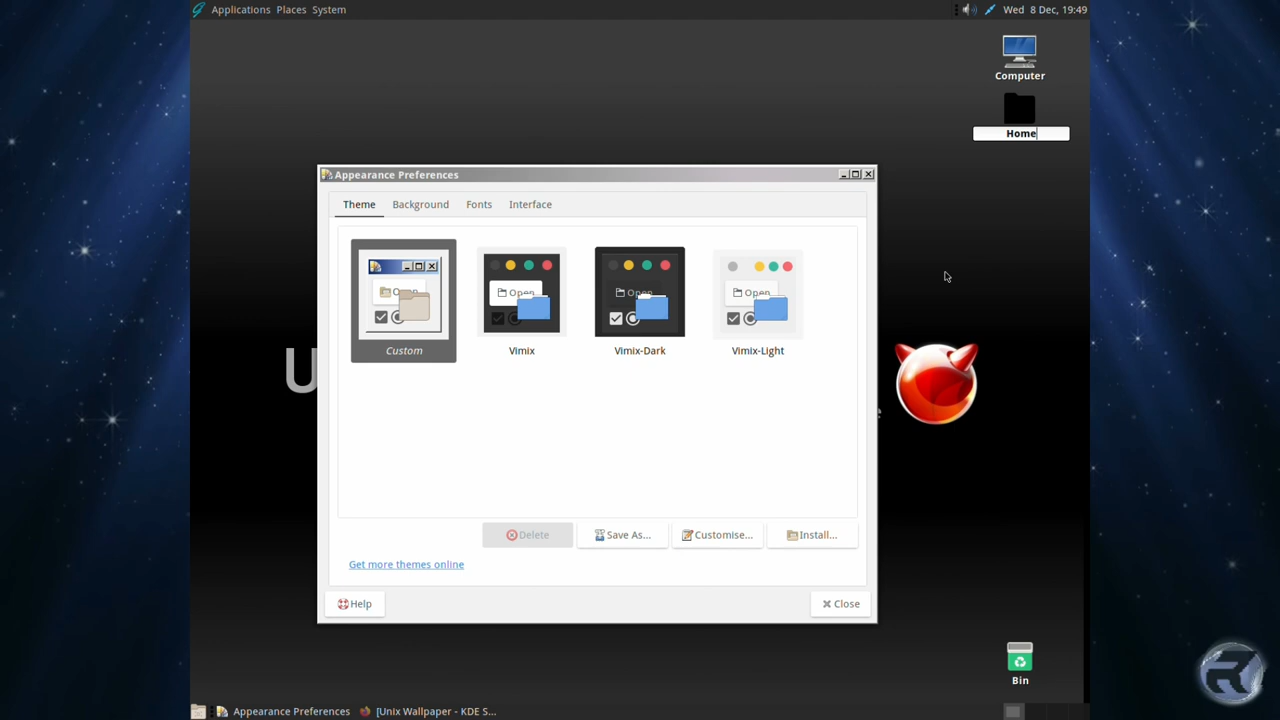 Applications Places System
Wed 8 Dec, 19:49
Computer
Home
Appearance Preferences
Theme Background Fonts Interface
Open
Open
Open
Custom Vimix Vimix-Dark Vimix-Light
U
Delete Save As... Customise... Install...
Get more themes online
Help Close
Bin
Appearance Preferences [Unix Wallpaper - KDE S...